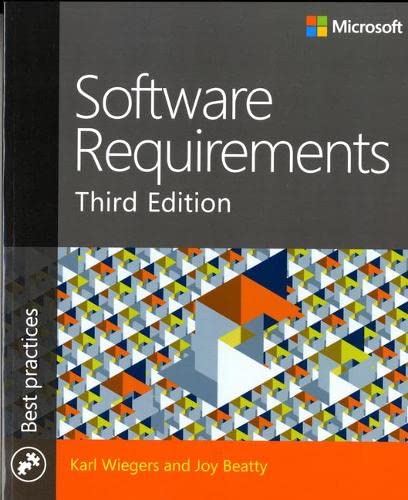 Microsoft
Software
Requirements
Third Edition
Best practices
Karl Wiegers and Joy Beatty